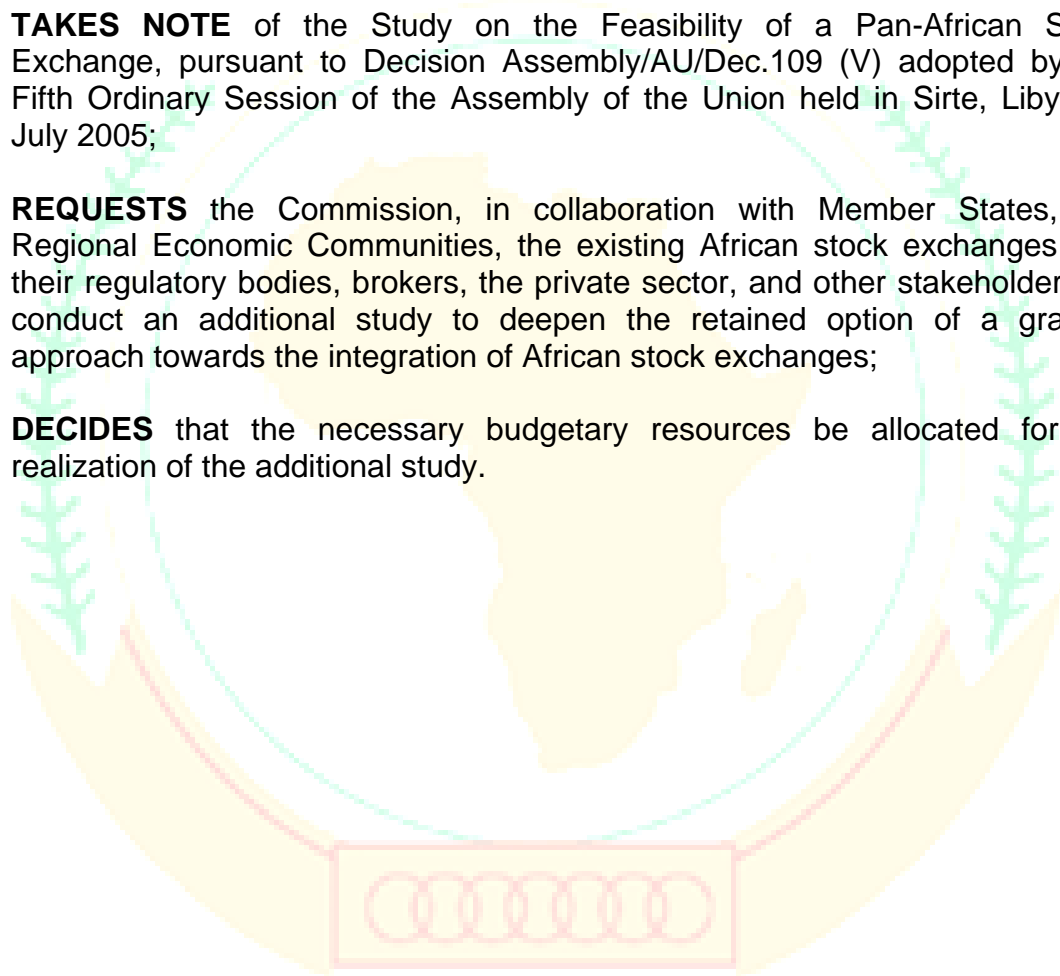 TAKES NOTE of the Study on the Feasibility of a Pan-African S
Exchange, pursuant to Decision Assembly/AU/Dec.109 (V) adopted by
Fifth Ordinary Session of the Assembly of the Union held in Sirte, Liby
July 2005;
REQUESTS the Commission, in collaboration with Member States,
Regional Economic Communities, the existing African stock exchanges
their regulatory bodies, brokers, the private sector, and other stakeholder
conduct an additional study to deepen the retained option of a gra
approach towards the integration of African stock exchanges;
DECIDES that the necessary budgetary resources be allocated for
realization of the additional study.